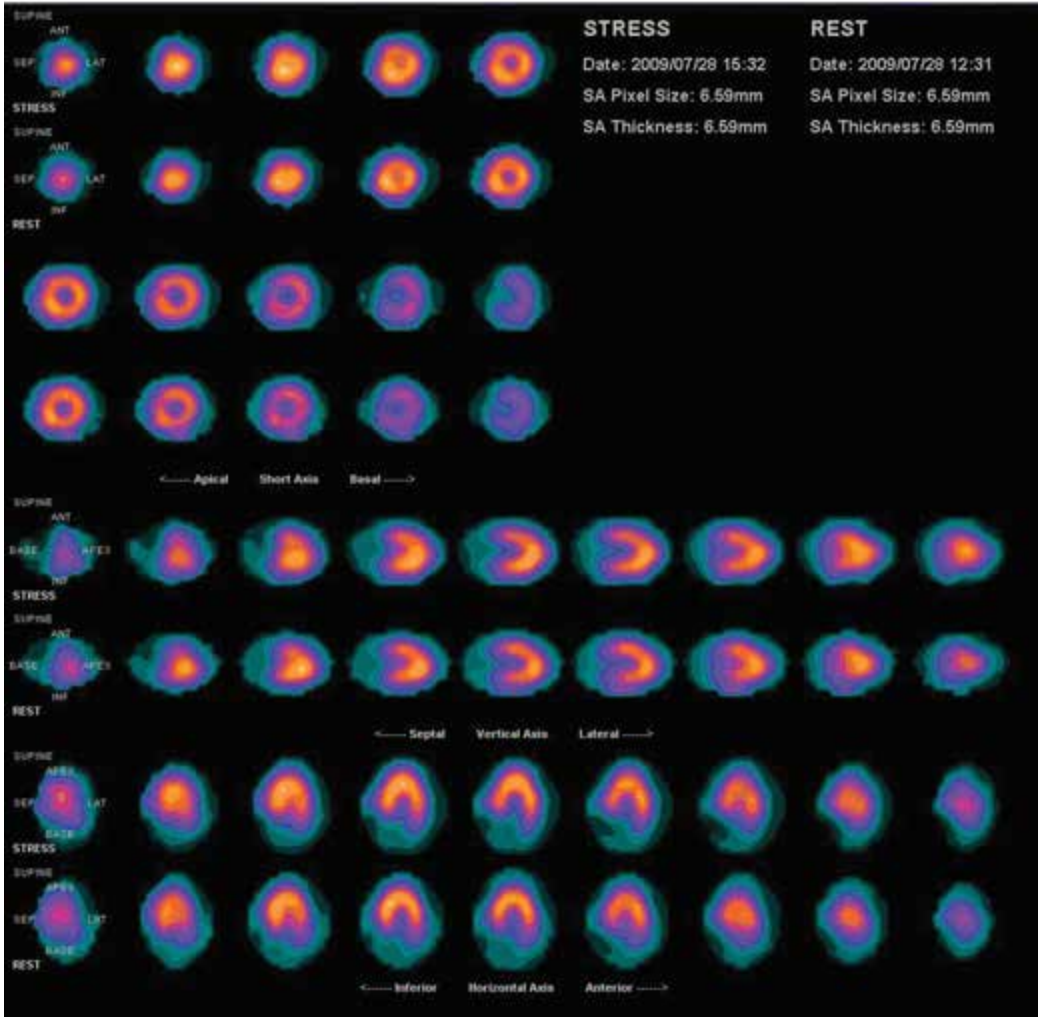 SUPINE
ANT
SEP LAT
INF
STRESS
STRESS
Date: 2009/07/28 15:32
SA Pixel Size: 6.59mm
SA Thickness: 6.59mm
REST
Date: 2009/07/28 12:31
SA Pixel Size: 6.59mm
SA Thickness: 6.59mm
SUPINE
ANT
SEP LAT
INF
REST
<----- Apical Short Axis Basal ---->
SUPINE
ANT
BASE APEX
INF
STRESS
SUPINE
ANT
BASE APEX
INF
REST
<----- Septal Vertical Axis Lateral ---->
SUPINE
APEX
SEP LAT
BASE
STRESS
SUPINE
APEX
SEP LAT
BASE
REST
<----- Inferior Horizontal Axis Anterior ---->